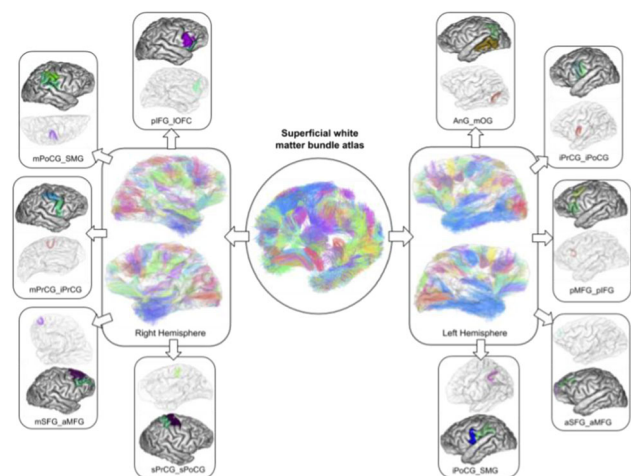 pIFG_lOFC
AnG_mOG
mPoCG_SMG
Superficial white
matter bundle atlas
iPrCG_iPoCG
mPrCG_iPrCG
pMFG_pIFG
Right Hemisphere
Left Hemisphere
mSFG_aMFG
aSFG_aMFG
sPrCG_sPoCG
iPoCG_SMG